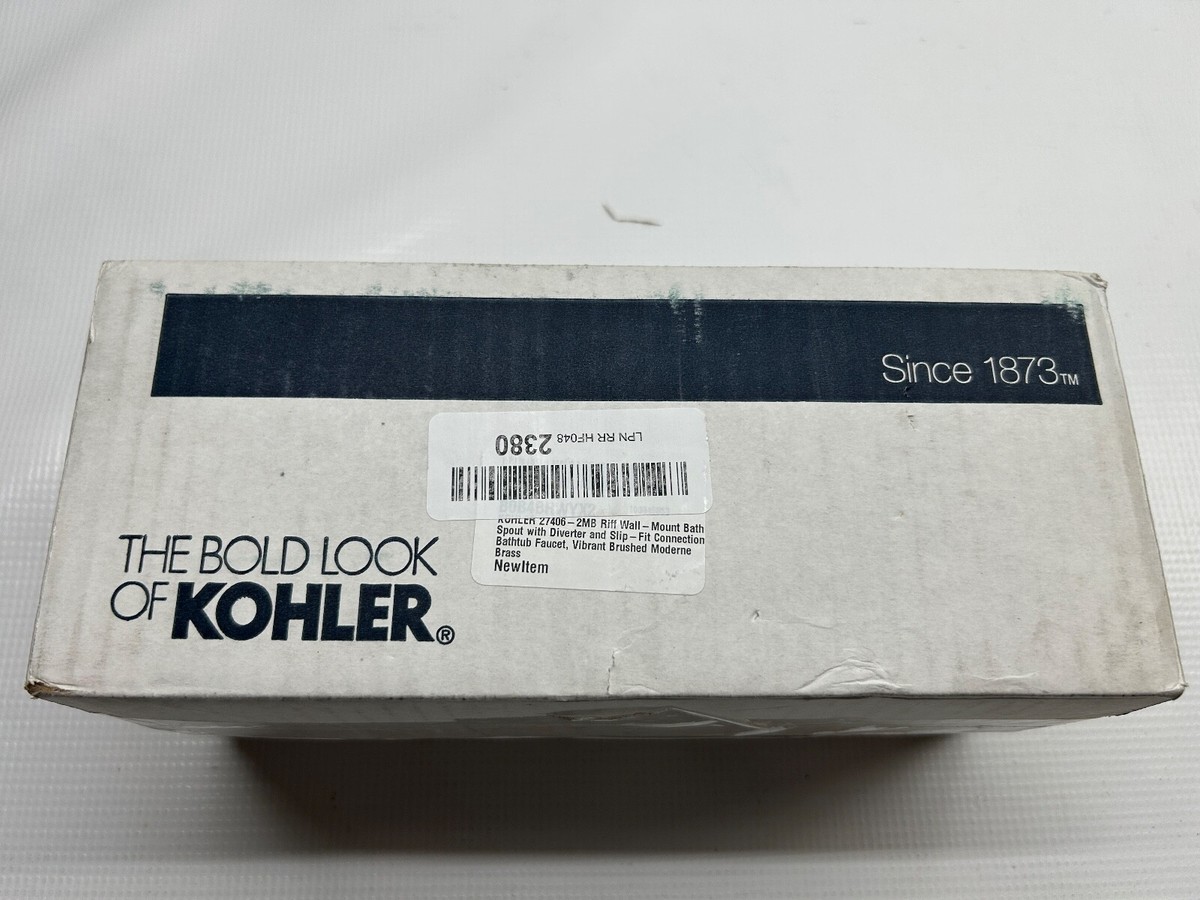 Since 1873™
LPN RR HF048 2380
KOHLER 27406–2MB Riff Wall–Mount Bath
Spout with Diverter and Slip–Fit Connection
Bathtub Faucet, Vibrant Brushed Moderne
Brass
NewItem
THE BOLD LOOK
OF KOHLER®